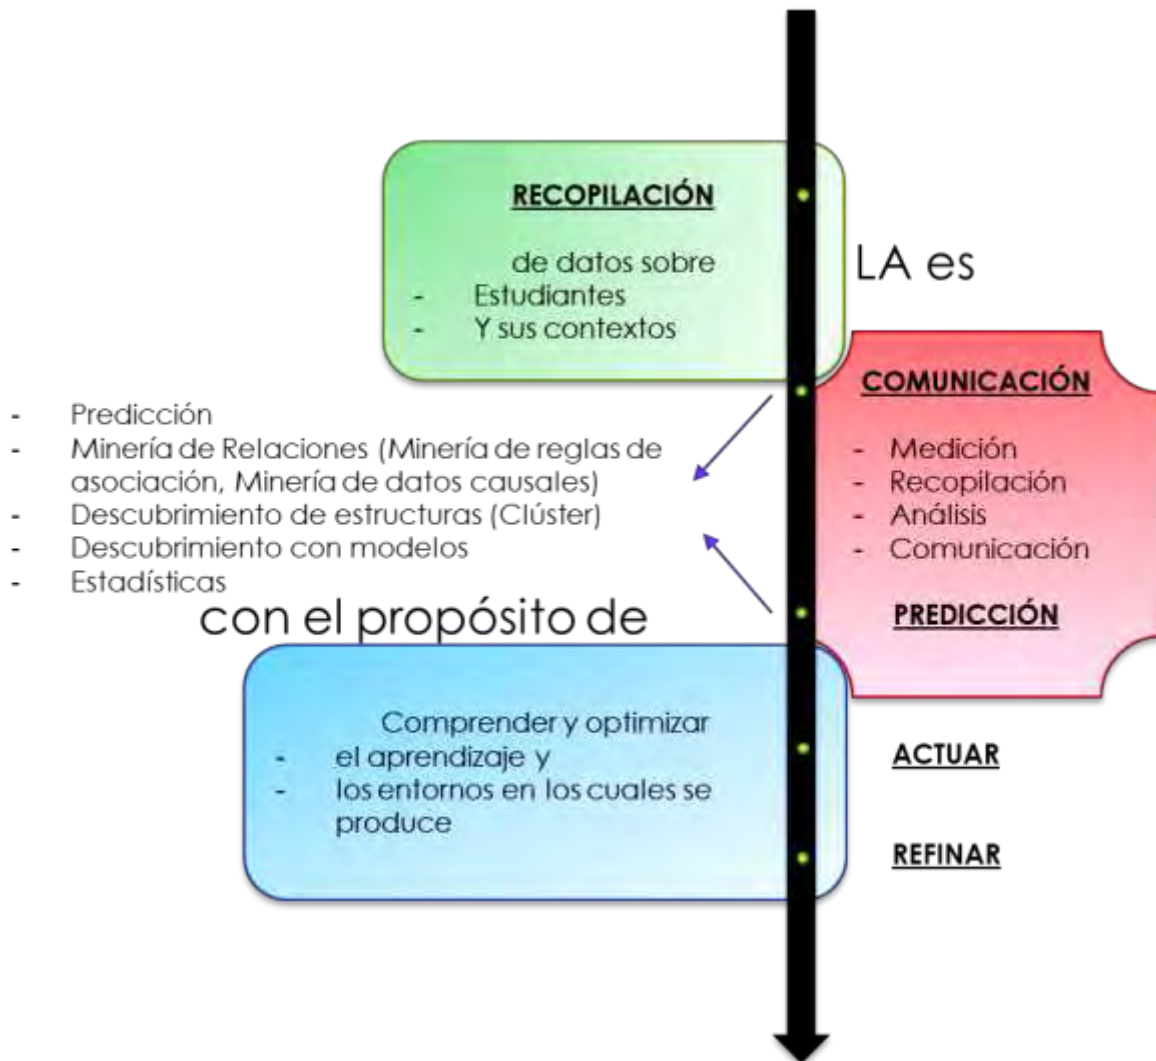 RECOPILACIÓN
de datos sobre
- Estudiantes
- Y sus contextos
LA es
COMUNICACIÓN
- Medición
- Recopilación
- Análisis
- Comunicación
PREDICCIÓN
- Predicción
- Minería de Relaciones (Minería de reglas de
asociación, Minería de datos causales)
- Descubrimiento de estructuras (Clúster)
- Descubrimiento con modelos
- Estadísticas
con el propósito de
Comprender y optimizar
- el aprendizaje y
- los entornos en los cuales se
produce
ACTUAR
REFINAR